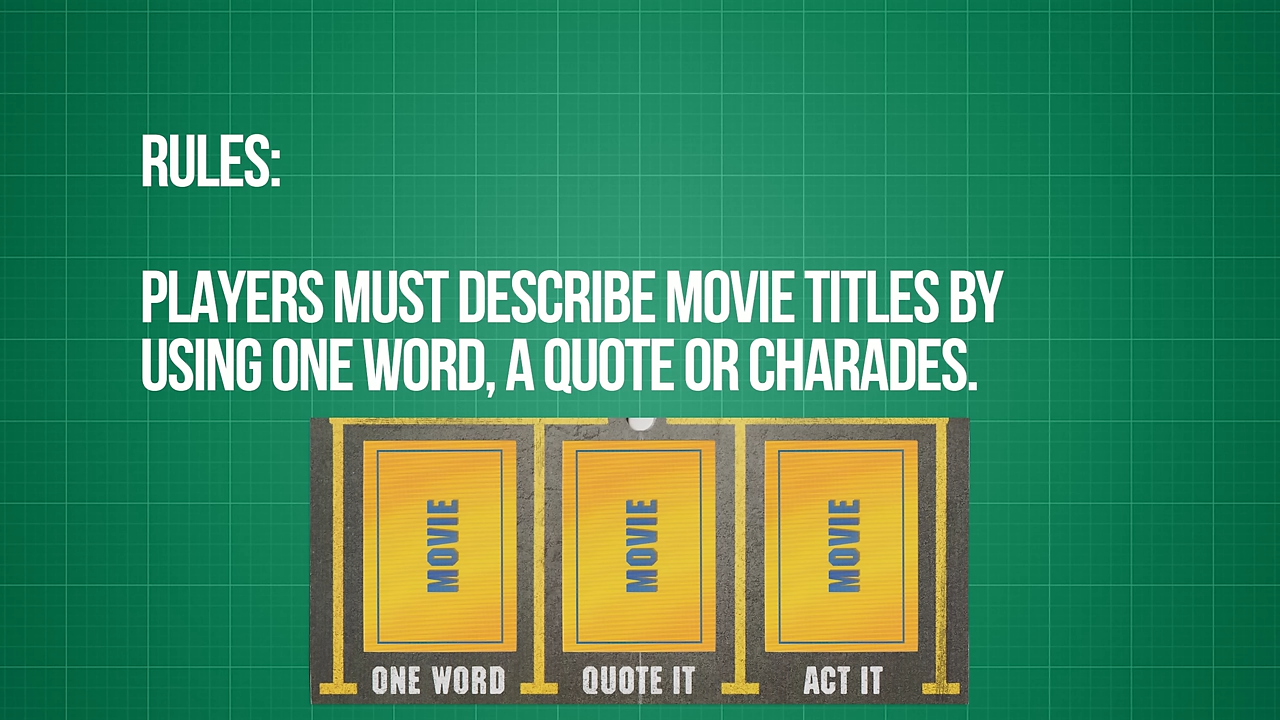 RULES:
PLAYERS MUST DESCRIBE MOVIE TITLES BY
USING ONE WORD, A QUOTE OR CHARADES.
MOVIE MOVIE MOVIE
ONE WORD QUOTE IT ACT IT